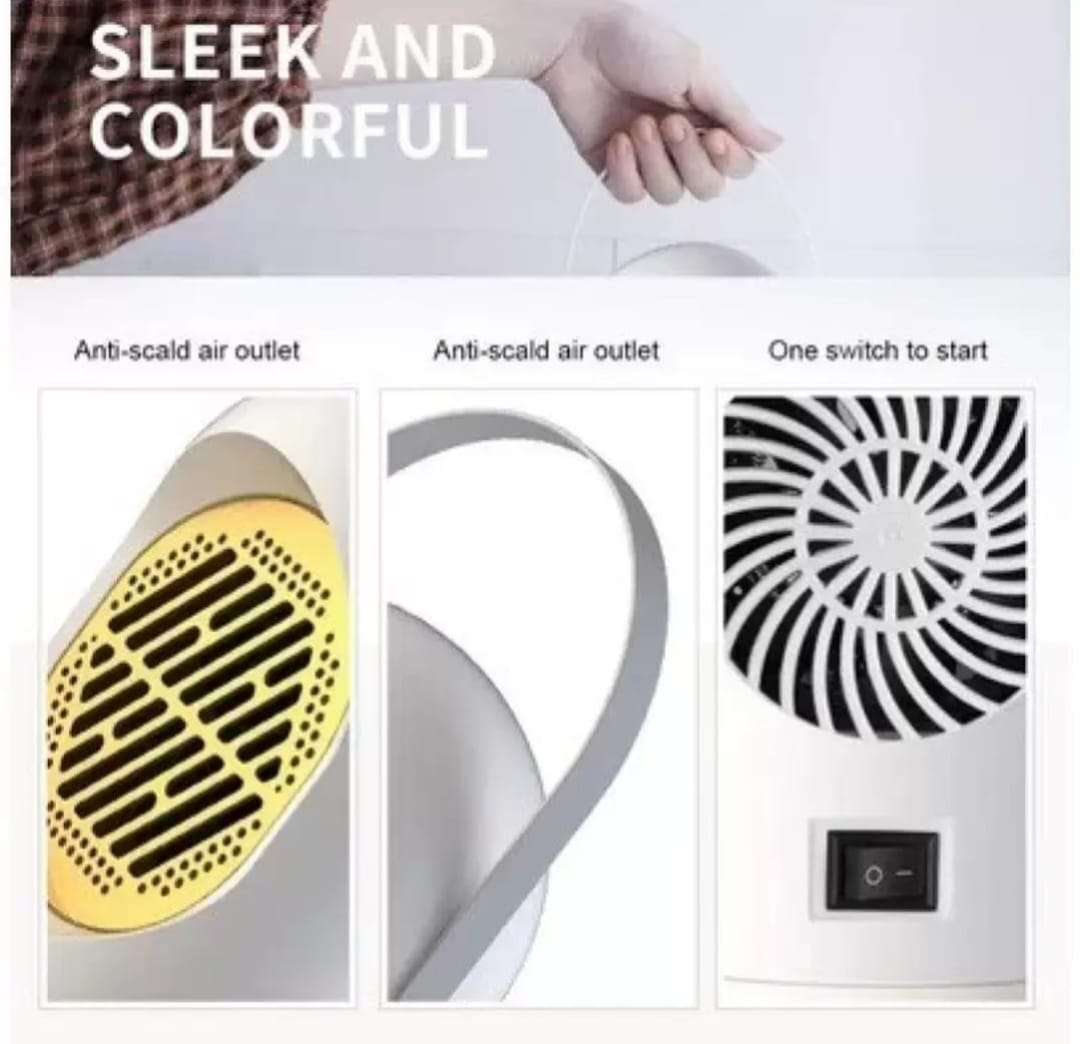 SLEEK AND
COLORFUL
Anti-scald air outlet
Anti-scald air outlet
One switch to start